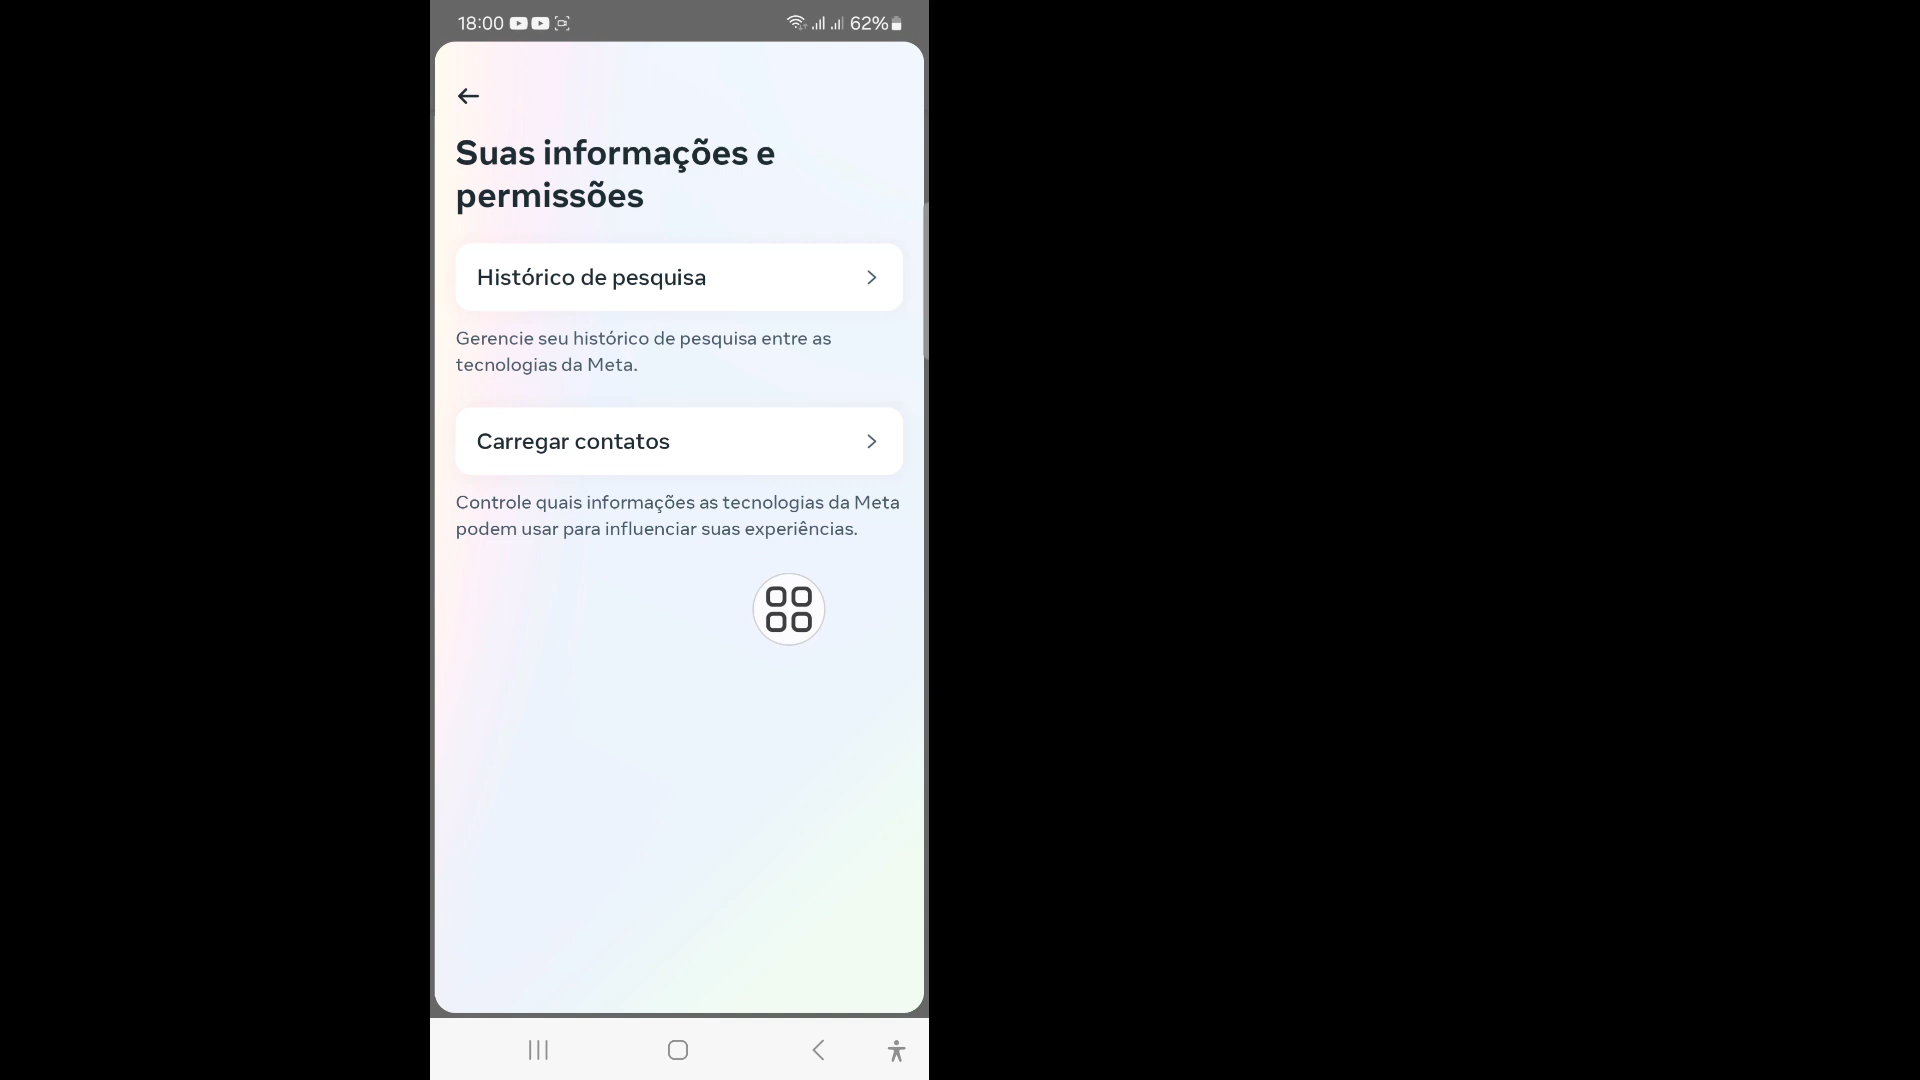 18:00
62%
Suas informações e
permissões
Histórico de pesquisa
Gerencie seu histórico de pesquisa entre as
tecnologias da Meta.
Carregar contatos
Controle quais informações as tecnologias da Meta
podem usar para influenciar suas experiências.